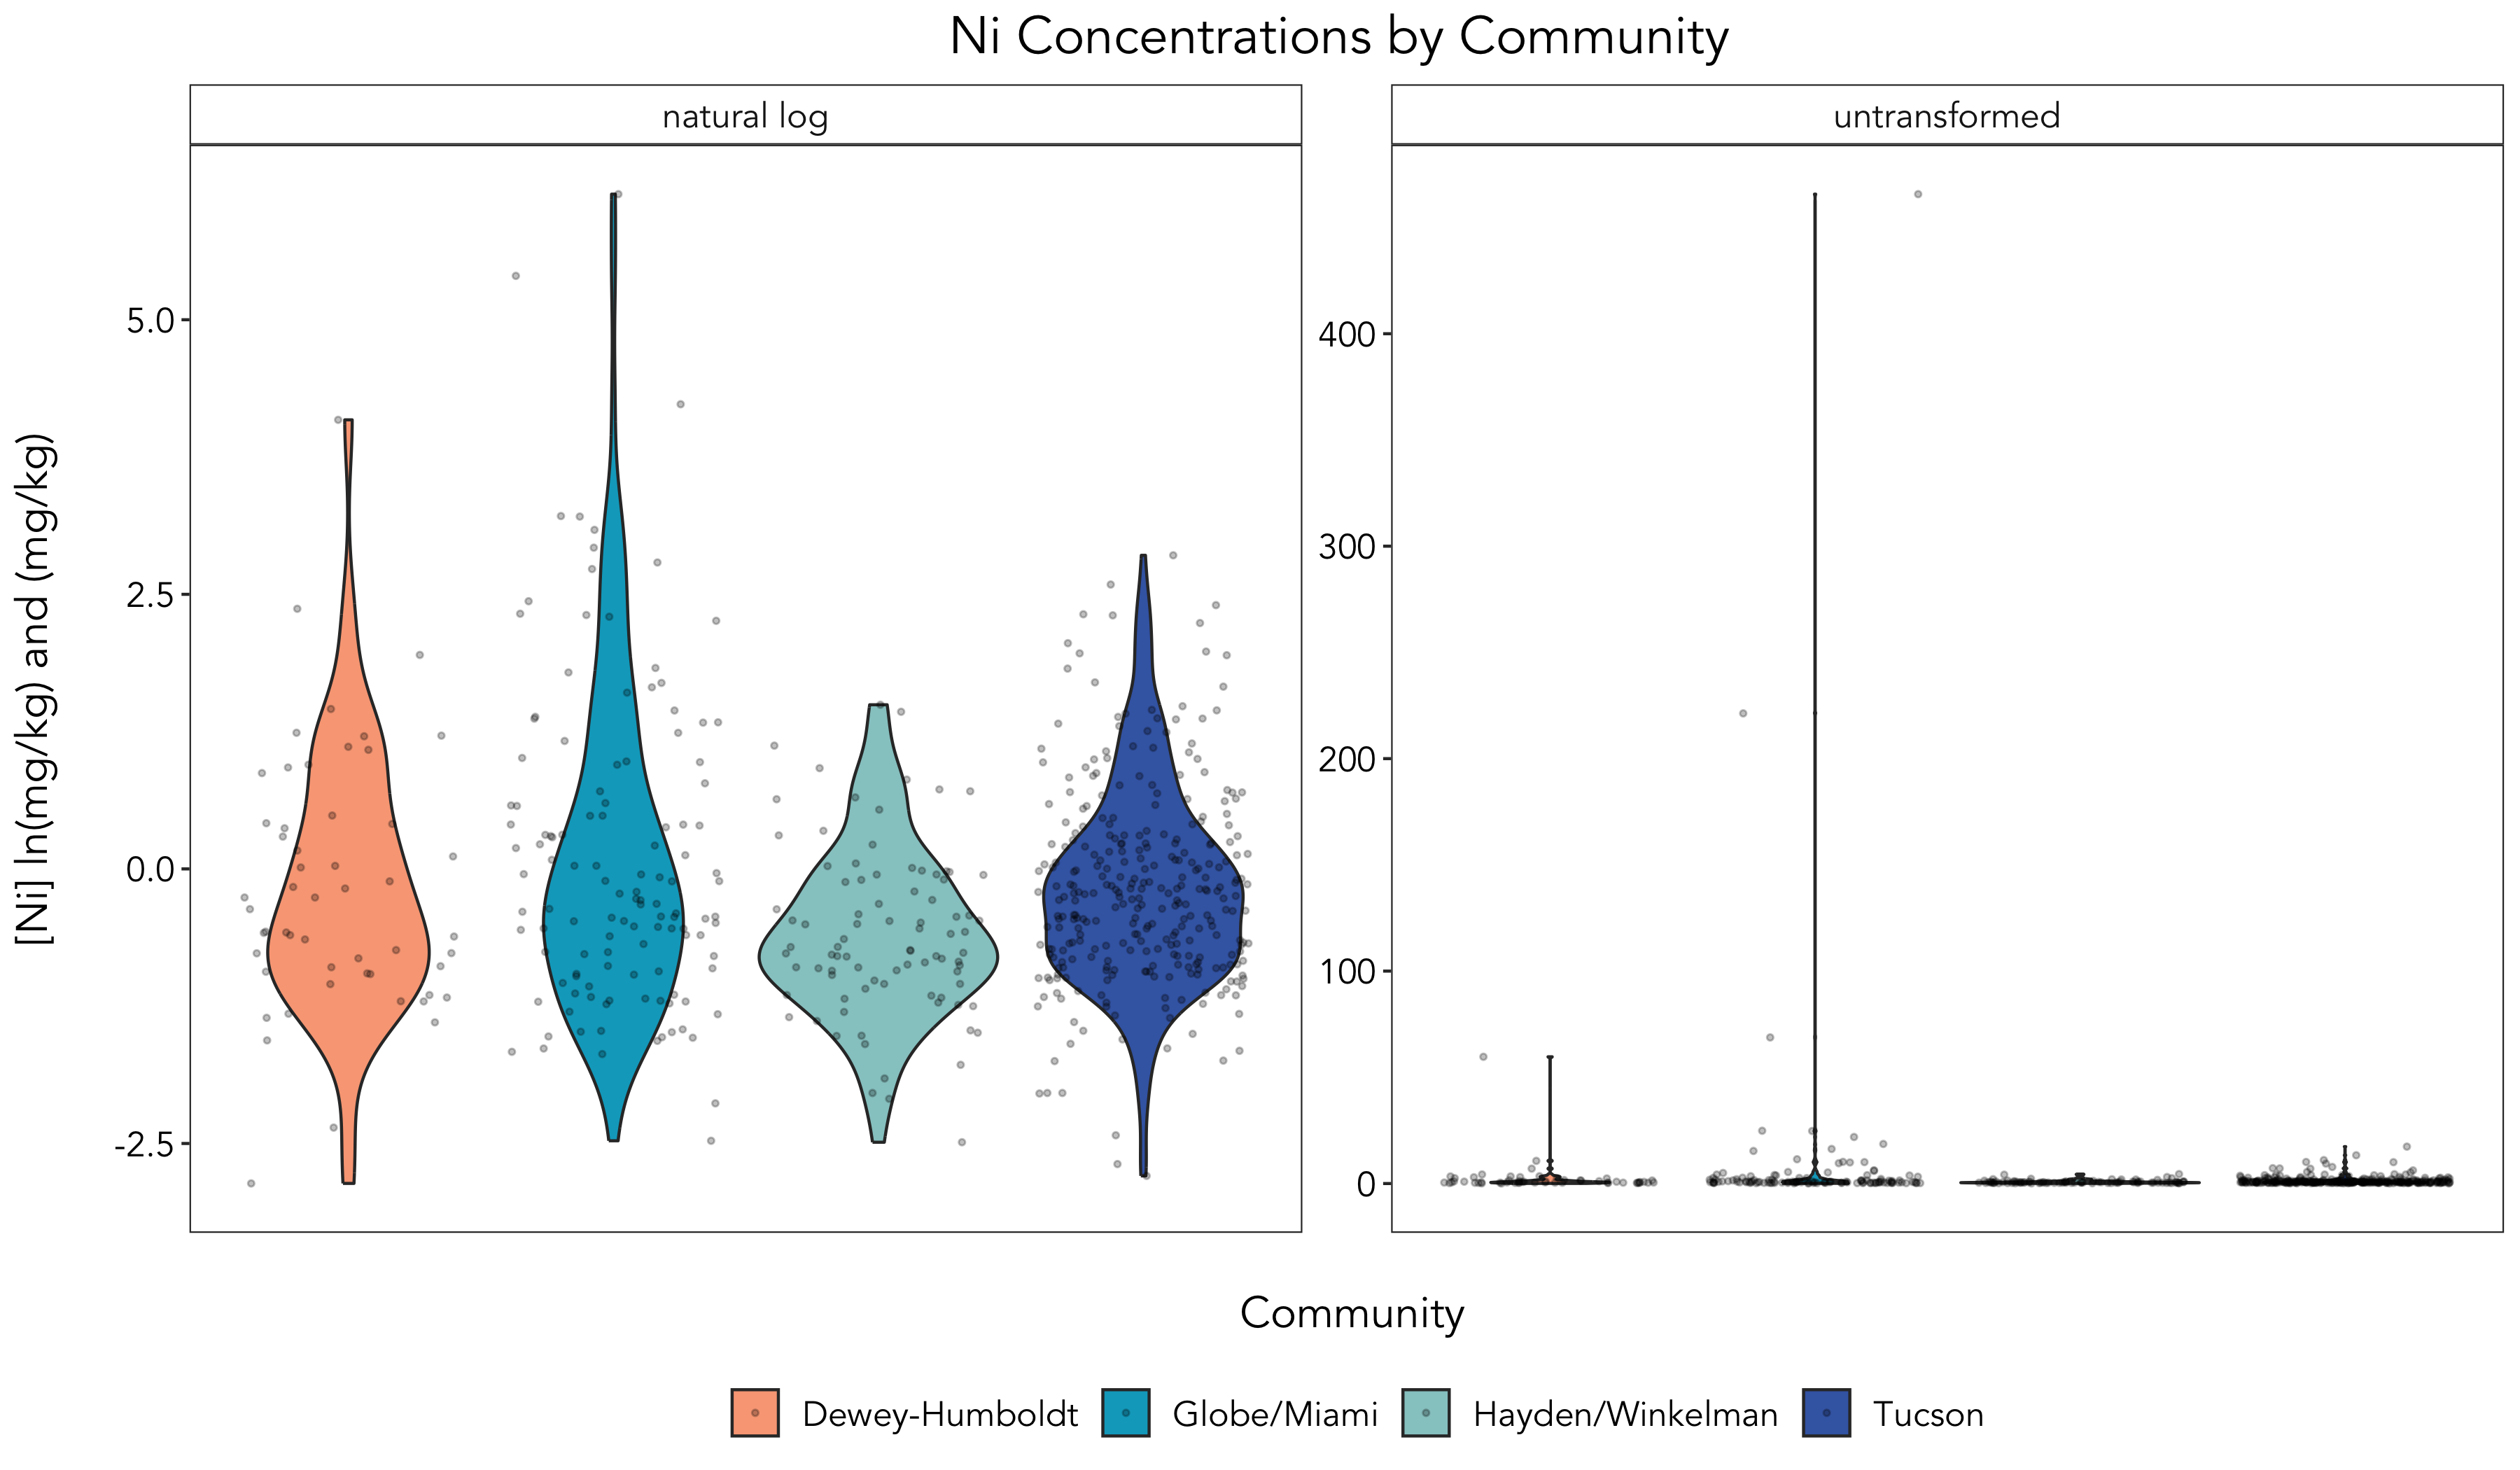 Ni Concentrations by Community
natural log
untransformed
[Ni] ln(mg/kg) and (mg/kg)
5.0
2.5
0.0
-2.5
400
300
200
100
0
Community
Dewey-Humboldt
Globe/Miami
Hayden/Winkelman
Tucson